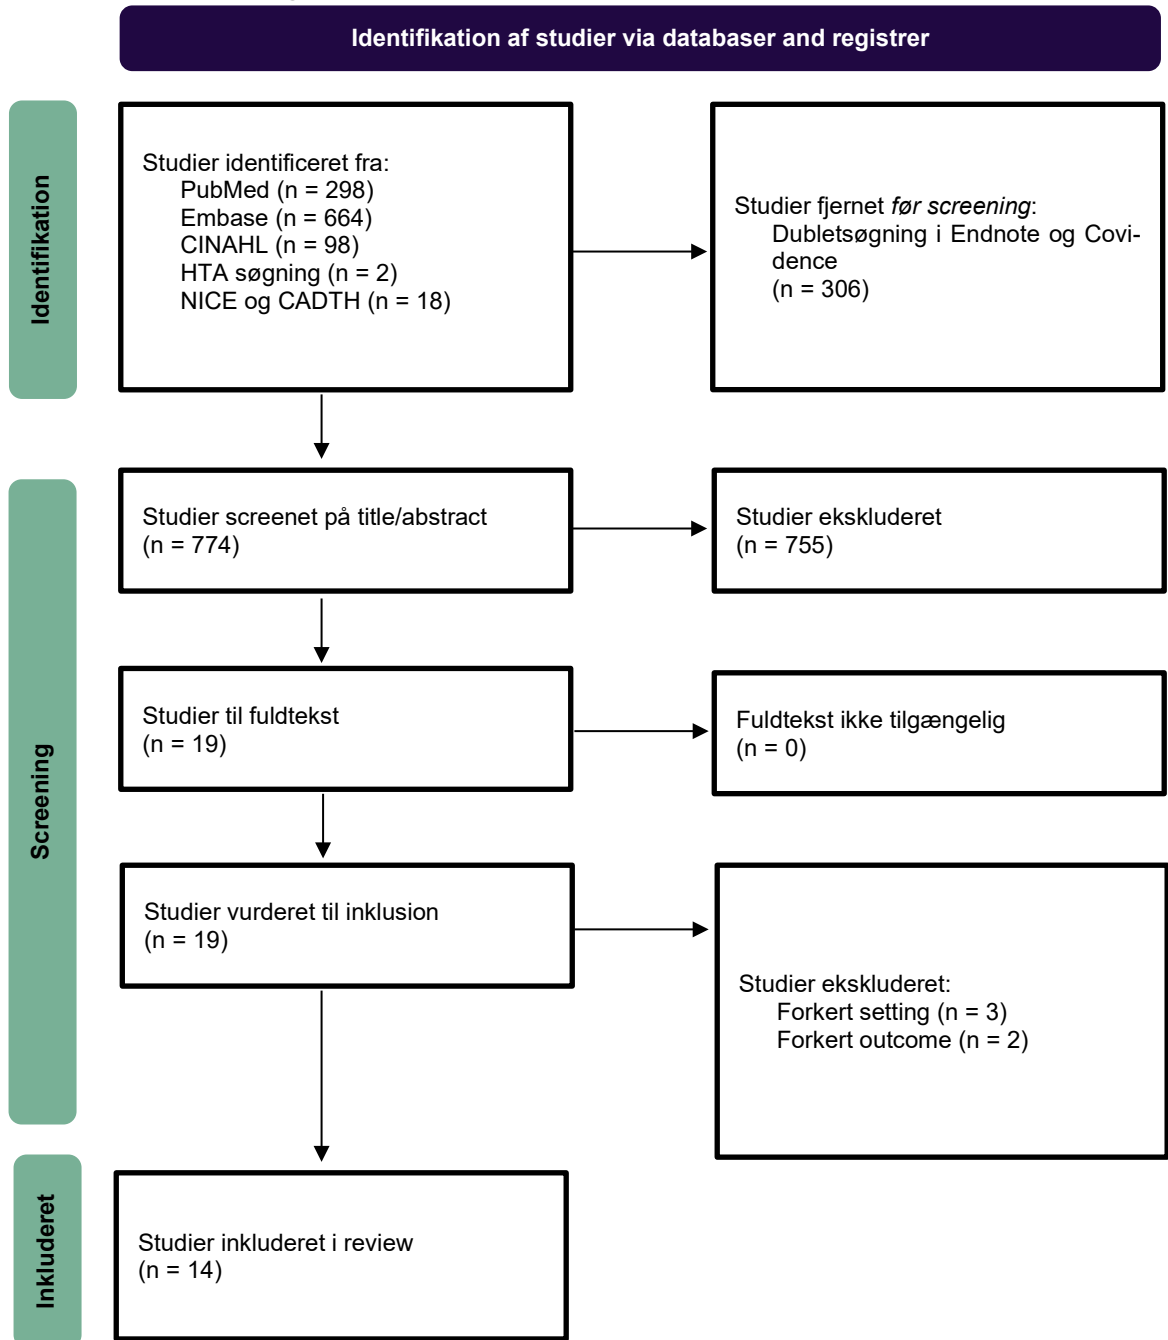 Identifikation af studier via databaser and registrer
Identifikation
Studier identificeret fra:
PubMed (n = 298)
Embase (n = 664)
CINAHL (n = 98)
HTA søgning (n = 2)
NICE og CADTH (n = 18)
Studier fjernet før screening:
Dubletsøgning i Endnote og Covi-
dence
(n = 306)
Screening
Studier screenet på title/abstract
(n = 774)
Studier ekskluderet
(n = 755)
Studier til fuldtekst
(n = 19)
Fuldtekst ikke tilgængelig
(n = 0)
Studier vurderet til inklusion
(n = 19)
Studier ekskluderet:
Forkert setting (n = 3)
Forkert outcome (n = 2)
Inkluderet
Studier inkluderet i review
(n = 14)